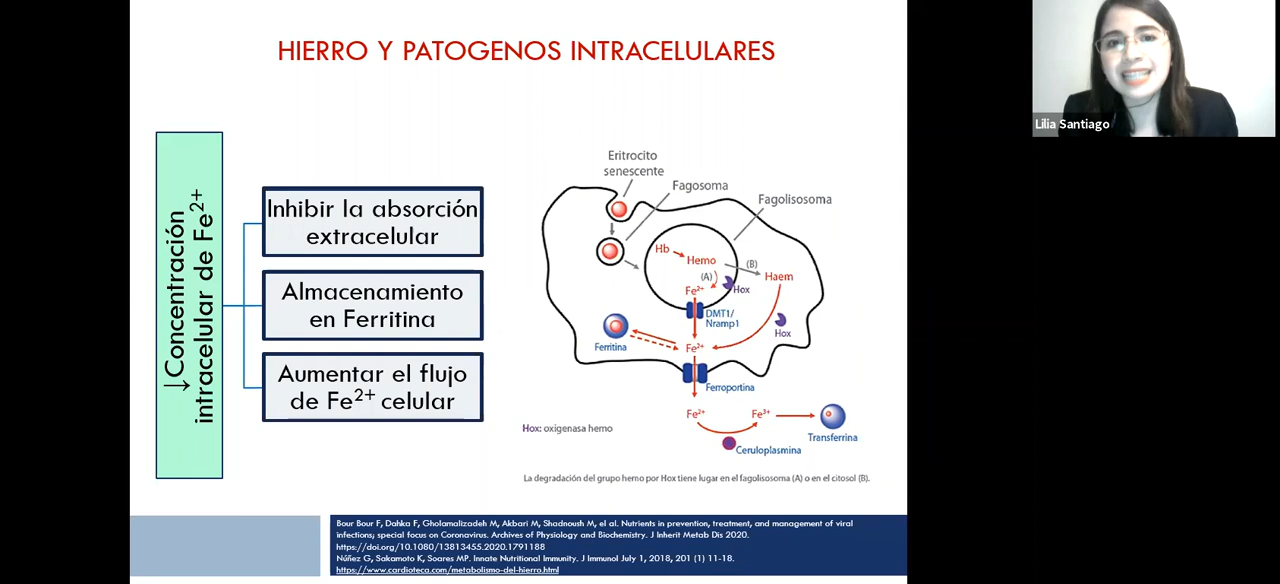 HIERRO Y PATOGENOS INTRACELULARES
Lilia Santiago
↓Concentración
intracelular de Fe²⁺
Inhibir la absorción
extracelular
Almacenamiento
en Ferritina
Aumentar el flujo
de Fe²⁺ celular
Eritrocito
senescente
Fagosoma
Fagolisosoma
Hb
Hemo
(B)
Haem
(A)
Fe²⁺
Hox
DMT1/
Nramp1
Hox
Ferritina
Fe²⁺
Ferroportina
Fe²⁺
Fe³⁺
Transferrina
Ceruloplasmina
Hox: oxigenasa hemo
La degradación del grupo hemo por Hox tiene lugar en el fagolisosoma (A) o en el citosol (B).
Bour Bour F, Dahka F, Gholamalizadeh M, Akbari M, Shadnoush M, el al. Nutrients in prevention, treatment, and management of viral
infections; special focus on Coronavirus. Archives of Physiology and Biochemistry. J Inherit Metab Dis 2020.
https://doi.org/10.1080/13813455.2020.1791188
Núñez G, Sakamoto K, Soares MP. Innate Nutritional Immunity. J Immunol July 1, 2018, 201 (1) 11-18.
https://www.cardioteca.com/metabolismo-del-hierro.html